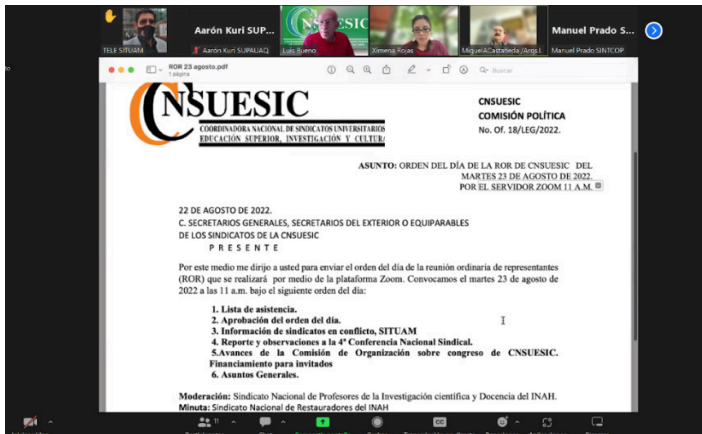 Aarón Kuri SUP...
Manuel Prado S...
TELE SITUAM
Aarón Kuri SUPAUAQ
Luis Bueno
Ximena Rojas
Manuel Prado SINTCOP
ROR 23 agosto.pdf
1 página
Buscar
CNSUESIC
COORDINADORA NACIONAL DE SINDICATOS UNIVERSITARIOS
EDUCACIÓN SUPERIOR, INVESTIGACIÓN Y CULTURA
CNSUESIC
COMISIÓN POLÍTICA
No. Of. 18/LEG/2022.
ASUNTO: ORDEN DEL DÍA DE LA ROR DE CNSUESIC DEL
MARTES 23 DE AGOSTO DE 2022.
POR EL SERVIDOR ZOOM 11 A.M.
22 DE AGOSTO DE 2022.
C. SECRETARIOS GENERALES, SECRETARIOS DEL EXTERIOR O EQUIPARABLES
DE LOS SINDICATOS DE LA CNSUESIC
P R E S E N T E
Por este medio me dirijo a usted para enviar el orden del día de la reunión ordinaria de representantes
(ROR) que se realizará por medio de la plataforma Zoom. Convocamos el martes 23 de agosto de
2022 a las 11 a.m. bajo el siguiente orden del día:
1. Lista de asistencia.
2. Aprobación del orden del día.
3. Información de sindicatos en conflicto, SITUAM
4. Reporte y observaciones a la 4ª Conferencia Nacional Sindical.
5.Avances de la Comisión de Organización sobre congreso de CNSUESIC.
Financiamiento para invitados
6. Asuntos Generales.
Moderación: Sindicato Nacional de Profesores de la Investigación científica y Docencia del INAH.
Minuta: Sindicato Nacional de Restauradores del INAH
11
CC